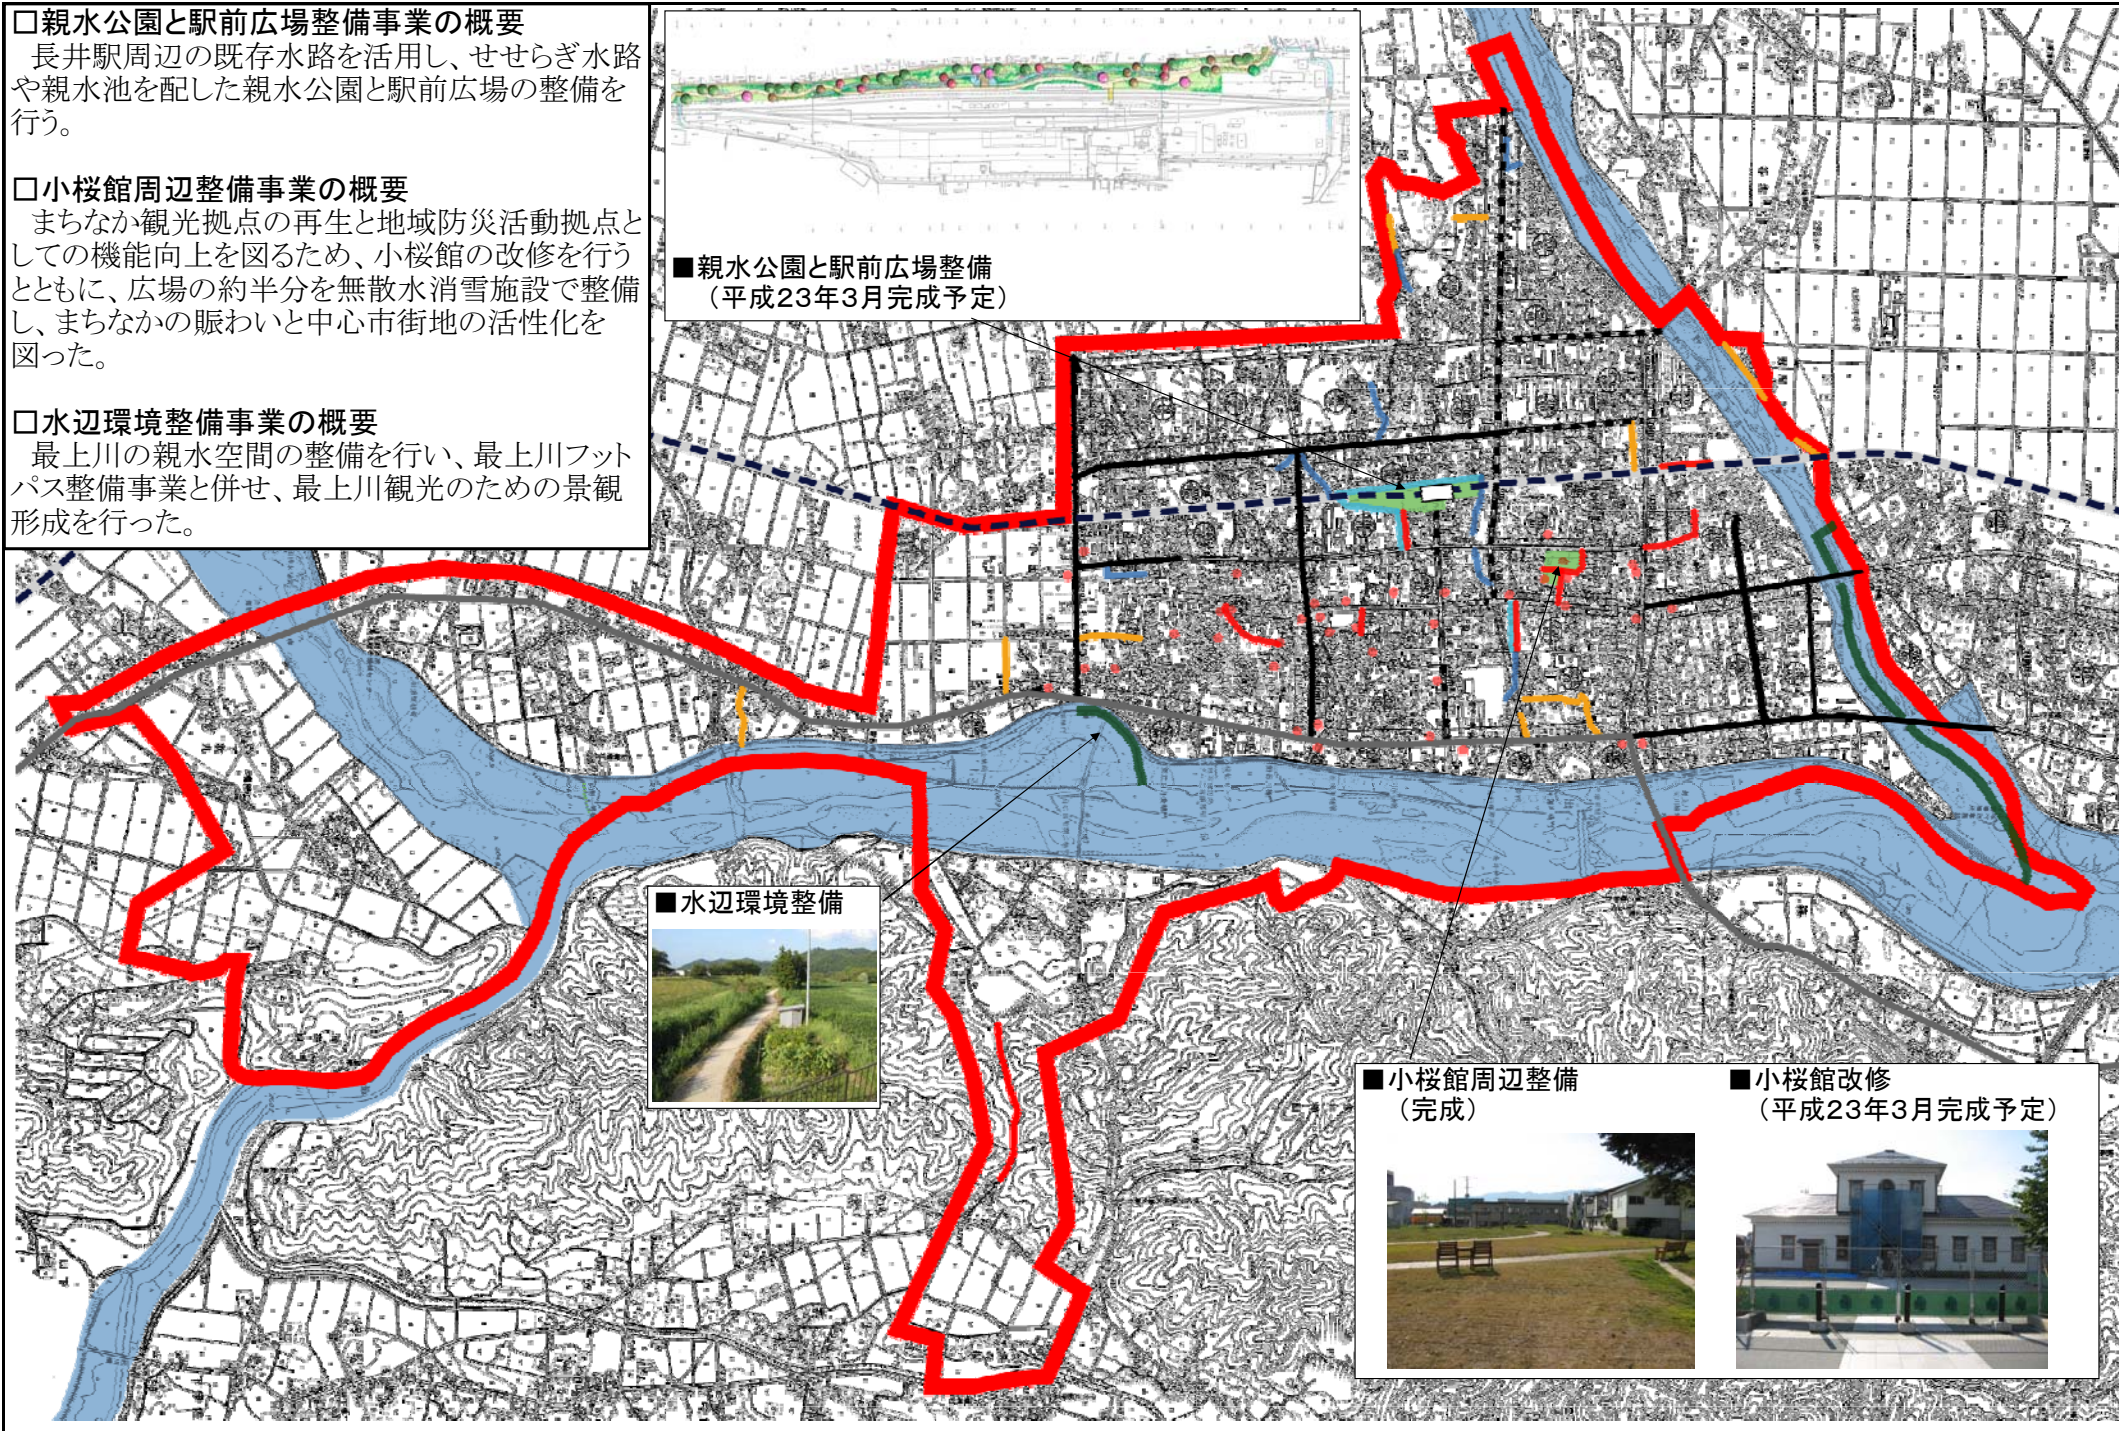 □親水公園と駅前広場整備事業の概要
長井駅周辺の既存水路を活用し、せせらぎ水路
や親水池を配した親水公園と駅前広場の整備を
行う。
□小桜館周辺整備事業の概要
まちなか観光拠点の再生と地域防災活動拠点と
しての機能向上を図るため、小桜館の改修を行う
とともに、広場の約半分を無散水消雪施設で整備
し、まちなかの賑わいと中心市街地の活性化を
図った。
□水辺環境整備事業の概要
最上川の親水空間の整備を行い、最上川フット
パス整備事業と併せ、最上川観光のための景観
形成を行った。
■親水公園と駅前広場整備
（平成23年3月完成予定）
■水辺環境整備
■小桜館周辺整備
（完成）
■小桜館改修
（平成23年3月完成予定）